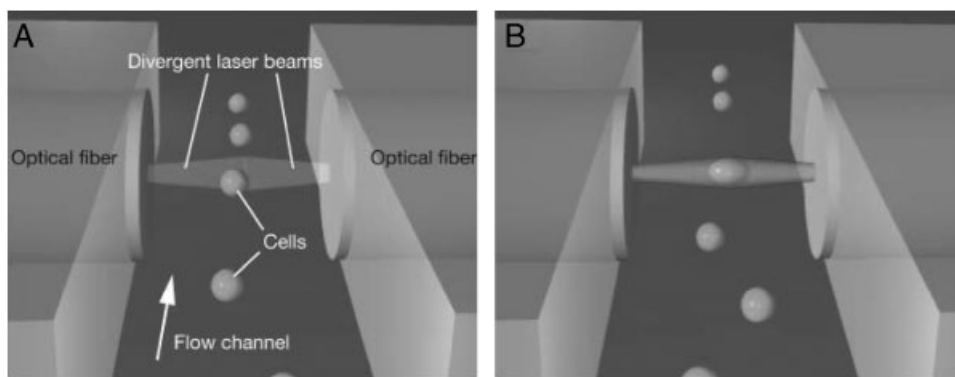 A
Divergent laser beams
Optical fiber
Optical fiber
Cells
Flow channel
B